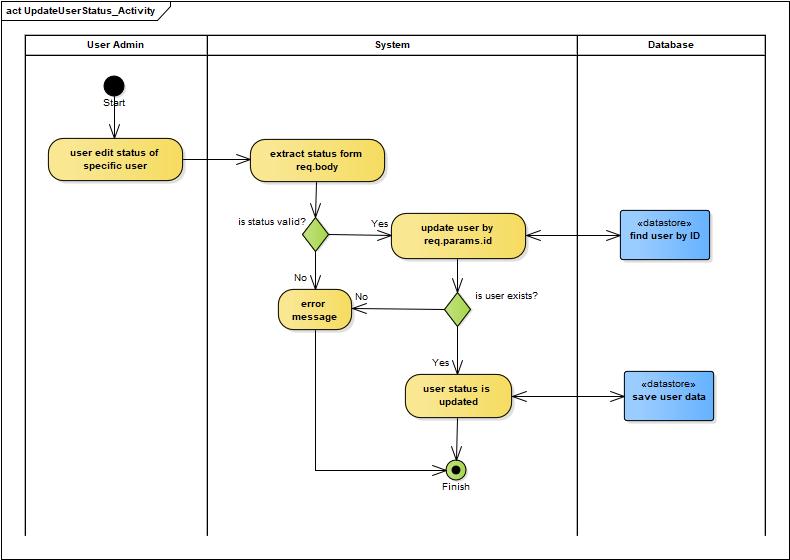 act UpdateUserStatus_Activity
User Admin
System
Database
Start
user edit status of
specific user
extract status form
req.body
is status valid?
Yes
update user by
req.params.id
«datastore»
find user by ID
No
error
message
No
is user exists?
Yes
user status is
updated
«datastore»
save user data
Finish